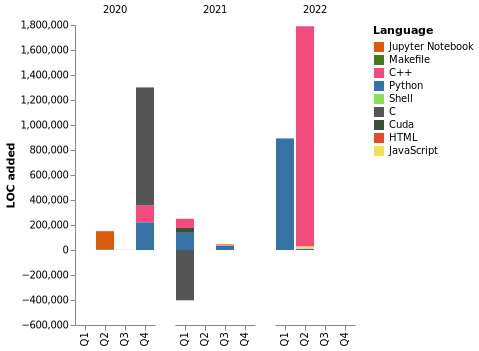 2020 2021 2022
LOC added
1,800,000
1,600,000
1,400,000
1,200,000
1,000,000
800,000
600,000
400,000
200,000
0
−200,000
−400,000
−600,000
Q1 Q2 Q3 Q4 Q1 Q2 Q3 Q4 Q1 Q2 Q3 Q4
Language
Jupyter Notebook
Makefile
C++
Python
Shell
C
Cuda
HTML
JavaScript